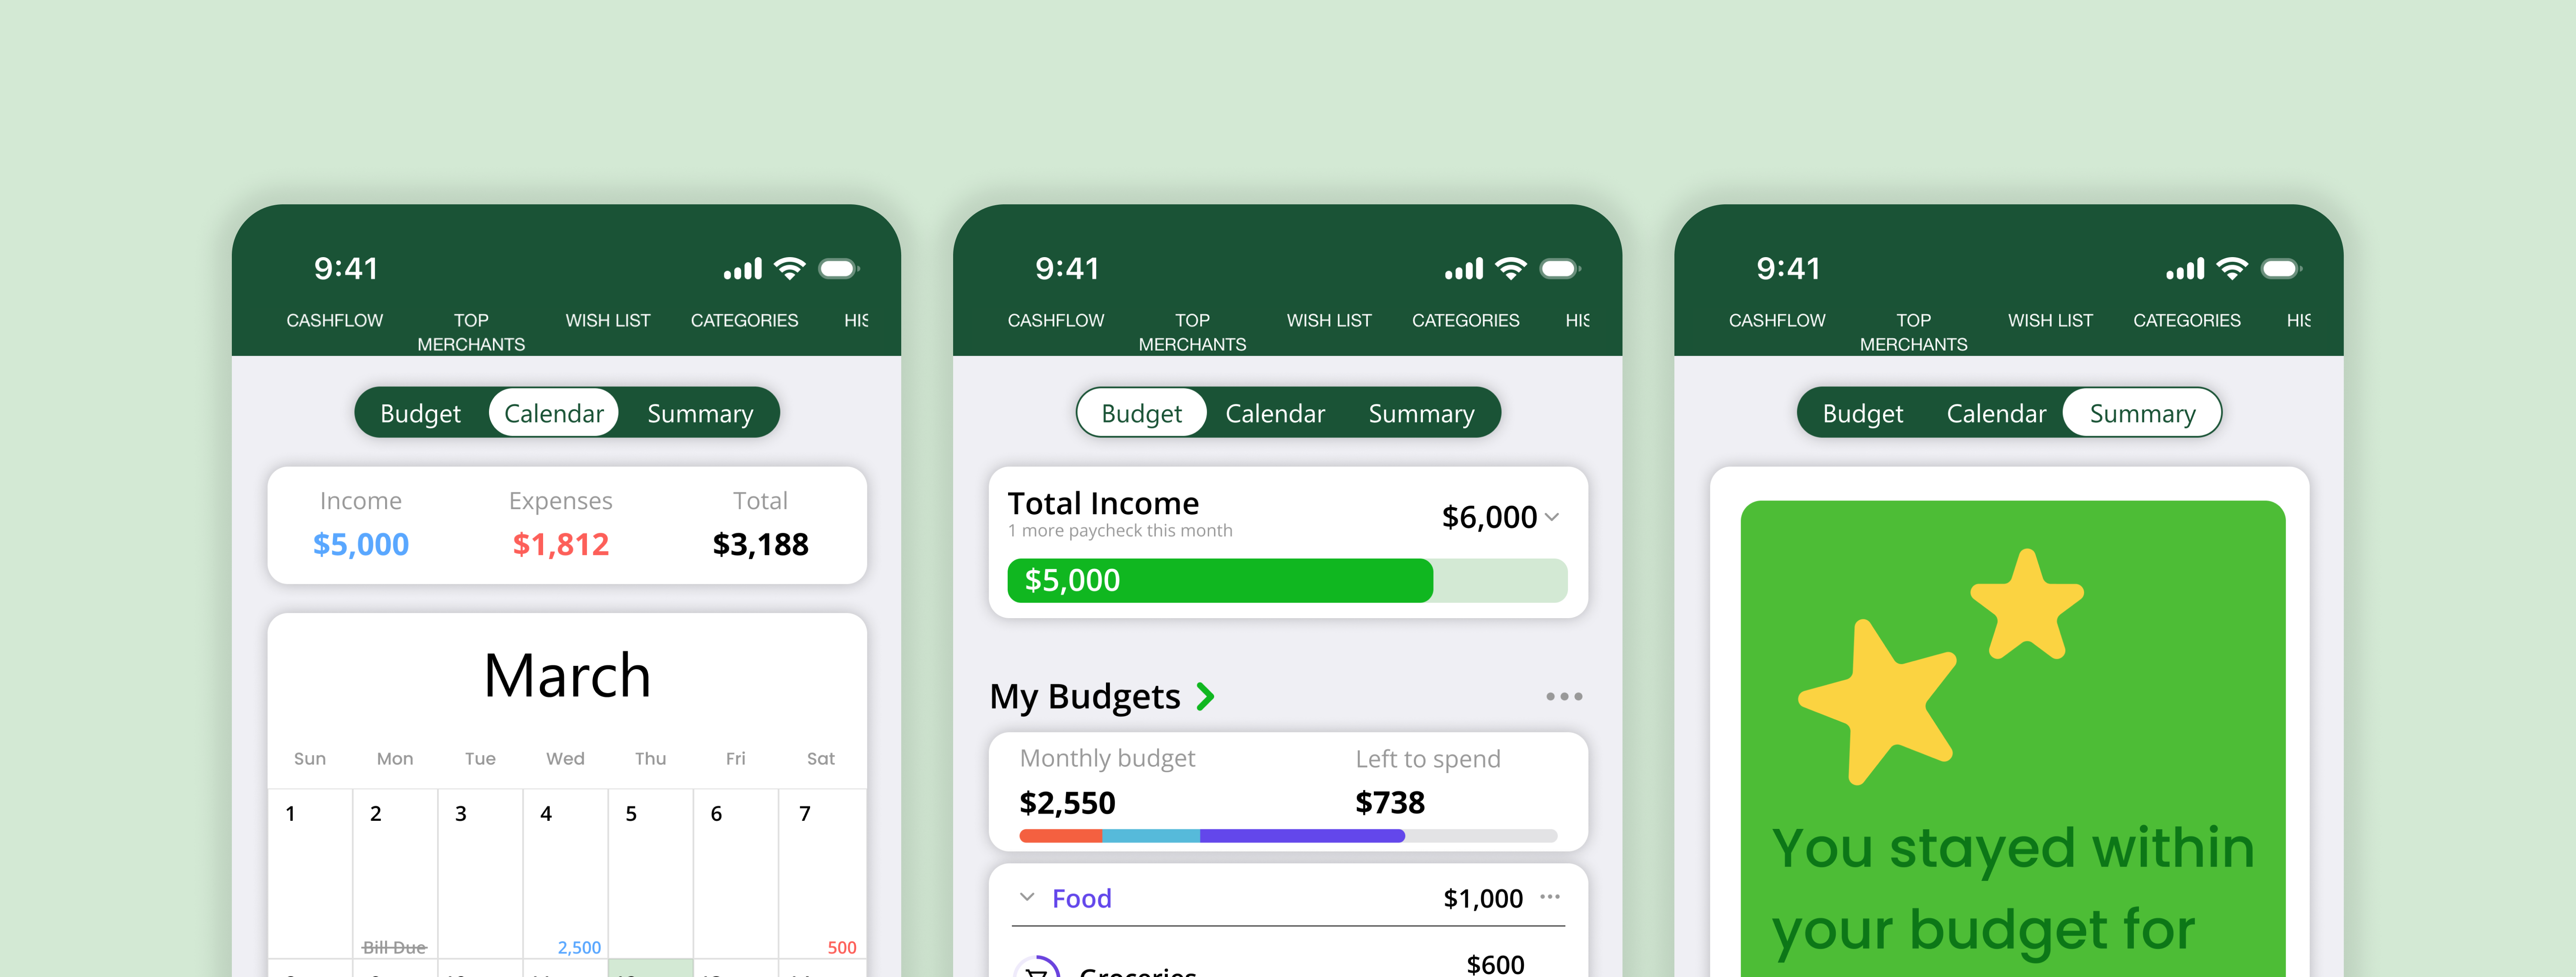 9:41
CASHFLOW
TOP
MERCHANTS
WISH LIST
CATEGORIES
HIS
Budget
Calendar
Summary
Income
Expenses
Total
$5,000
$1,812
$3,188
March
Sun
Mon
Tue
Wed
Thu
Fri
Sat
1
2
3
4
5
6
7
Bill Due
2,500
500
9:41
CASHFLOW
TOP
MERCHANTS
WISH LIST
CATEGORIES
HIS
Budget
Calendar
Summary
Total Income
1 more paycheck this month
$6,000
$5,000
My Budgets
Monthly budget
Left to spend
$2,550
$738
Food
$1,000
Groceries
$600
9:41
CASHFLOW
TOP
MERCHANTS
WISH LIST
CATEGORIES
HIS
Budget
Calendar
Summary
You stayed within
your budget for